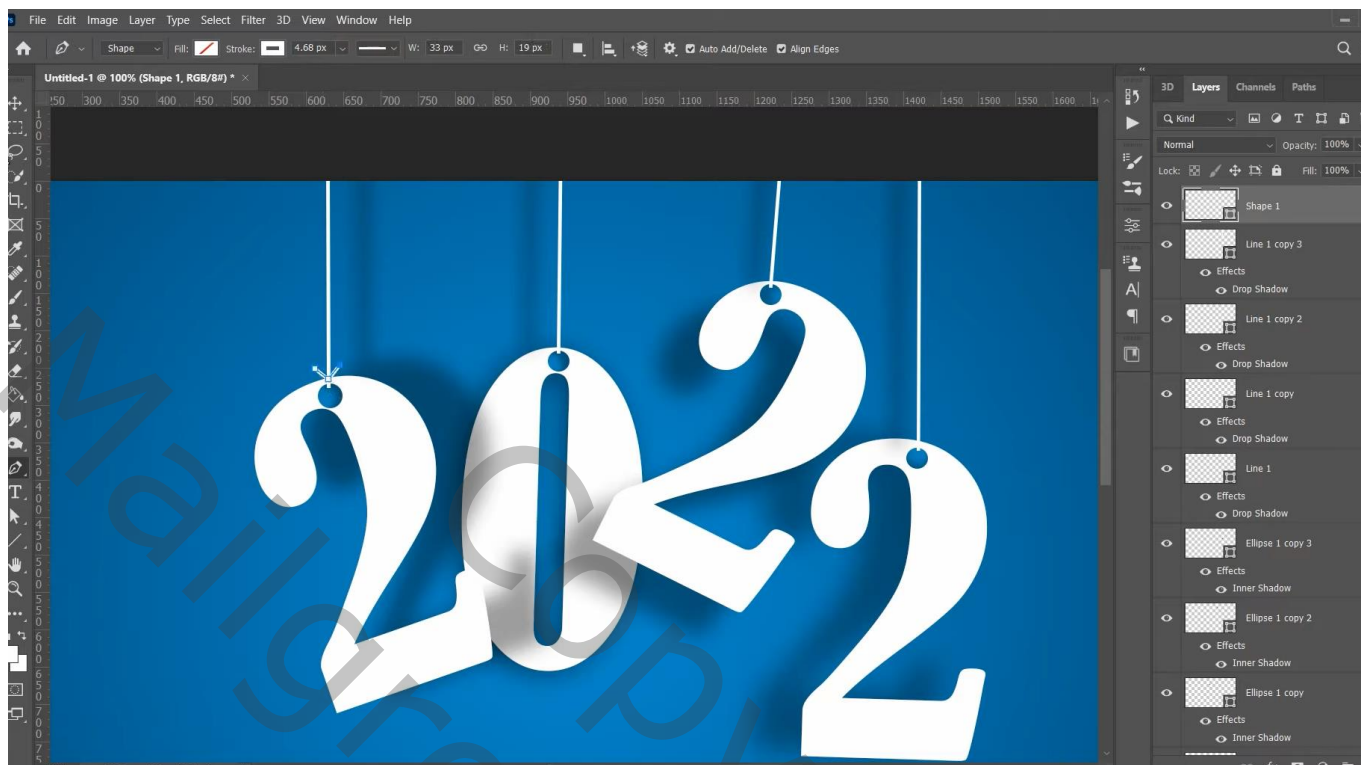 File Edit Image Layer Type Select Filter 3D View Window Help
Shape Fill: Stroke: 4.68 px W: 33 px H: 19 px Auto Add/Delete Align Edges
Untitled-1 @ 100% (Shape 1, RGB/8#) * ×
300 350 400 450 500 550 600 650 700 750 800 850 900 950 1000 1050 1100 1150 1200 1250 1300 1350 1400 1450 1500 1550 1600
3D Layers Channels Paths
Kind
Normal Opacity: 100%
Lock: Fill: 100%
Shape 1
Line 1 copy 3
Effects
Drop Shadow
Line 1 copy 2
Effects
Drop Shadow
Line 1 copy
Effects
Drop Shadow
Line 1
Effects
Drop Shadow
Ellipse 1 copy 3
Effects
Inner Shadow
Ellipse 1 copy 2
Effects
Inner Shadow
Ellipse 1 copy
Effects
Inner Shadow
2022